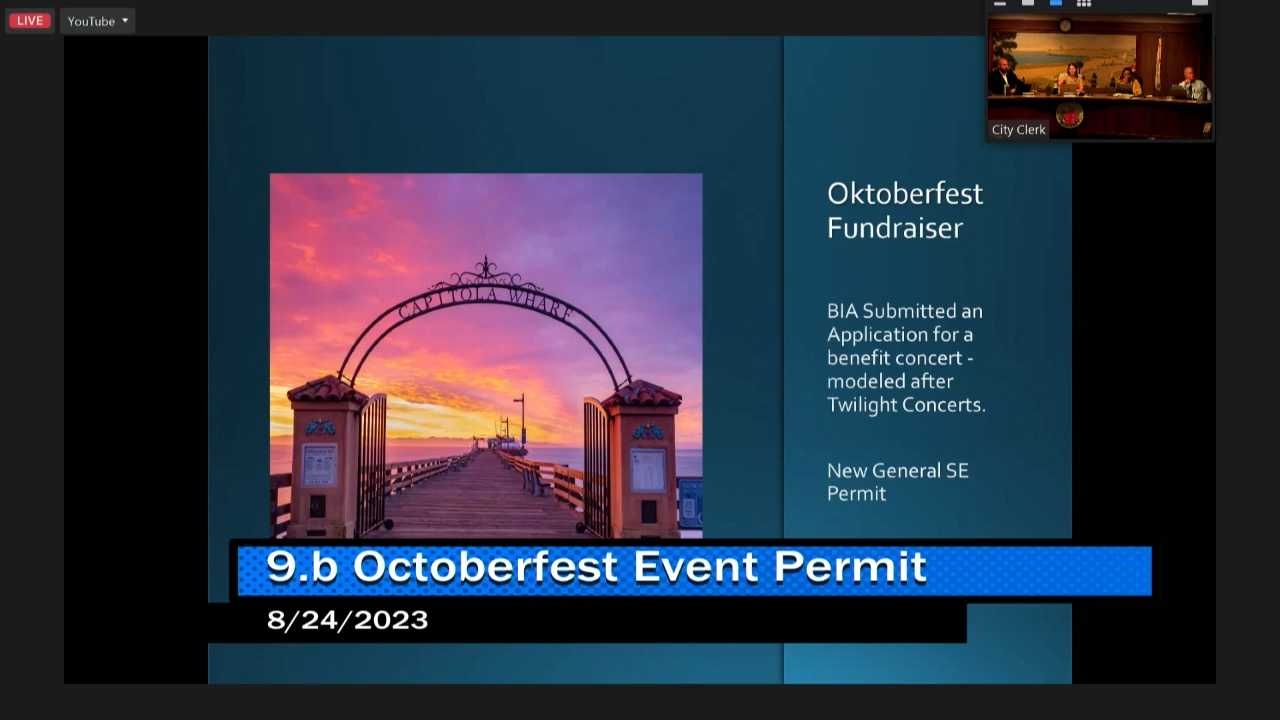 LIVE
YouTube
City Clerk
CAPITOLA WHARF
Oktoberfest
Fundraiser
BIA Submitted an
Application for a
benefit concert -
modeled after
Twilight Concerts.
New General SE
Permit
9.b Octoberfest Event Permit
8/24/2023